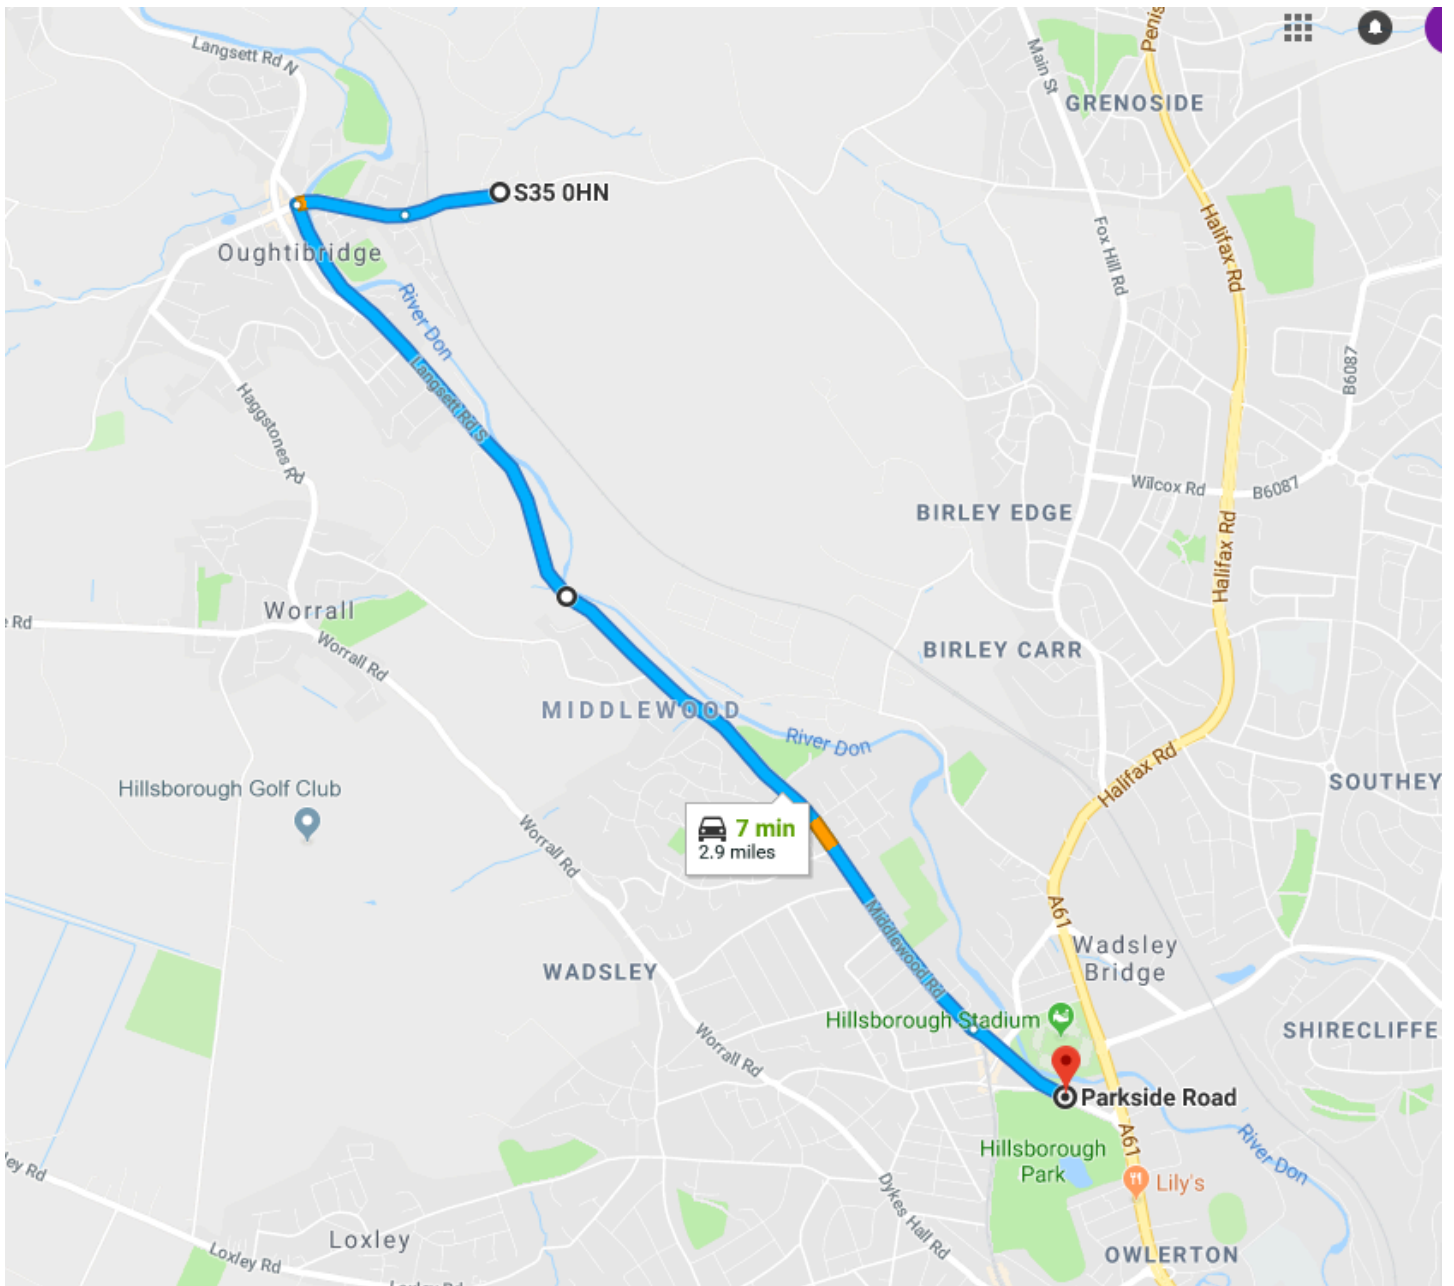 Langsett Rd N
Main St
Penis
GRENOSIDE
S35 0HN
Oughtibridge
Halifax Rd
Fox Hill Rd
River Don
Langsett Rd S
B6087
Haggstones Rd
Wilcox Rd
B6087
BIRLEY EDGE
Halifax Rd
Worrall
e Rd
Worrall Rd
BIRLEY CARR
MIDDLEWOOD
River Don
Halifax Rd
SOUTHEY
Hillsborough Golf Club
7 min
2.9 miles
Worrall Rd
A61
Middlewood Rd
Wadsley
Bridge
WADSLEY
Hillsborough Stadium
SHIRECLIFFE
Worrall Rd
Parkside Road
A61
Hillsborough
Park
River Don
ley Rd
Lily's
Dykes Hall Rd
Loxley
Loxley Rd
OWLERTON